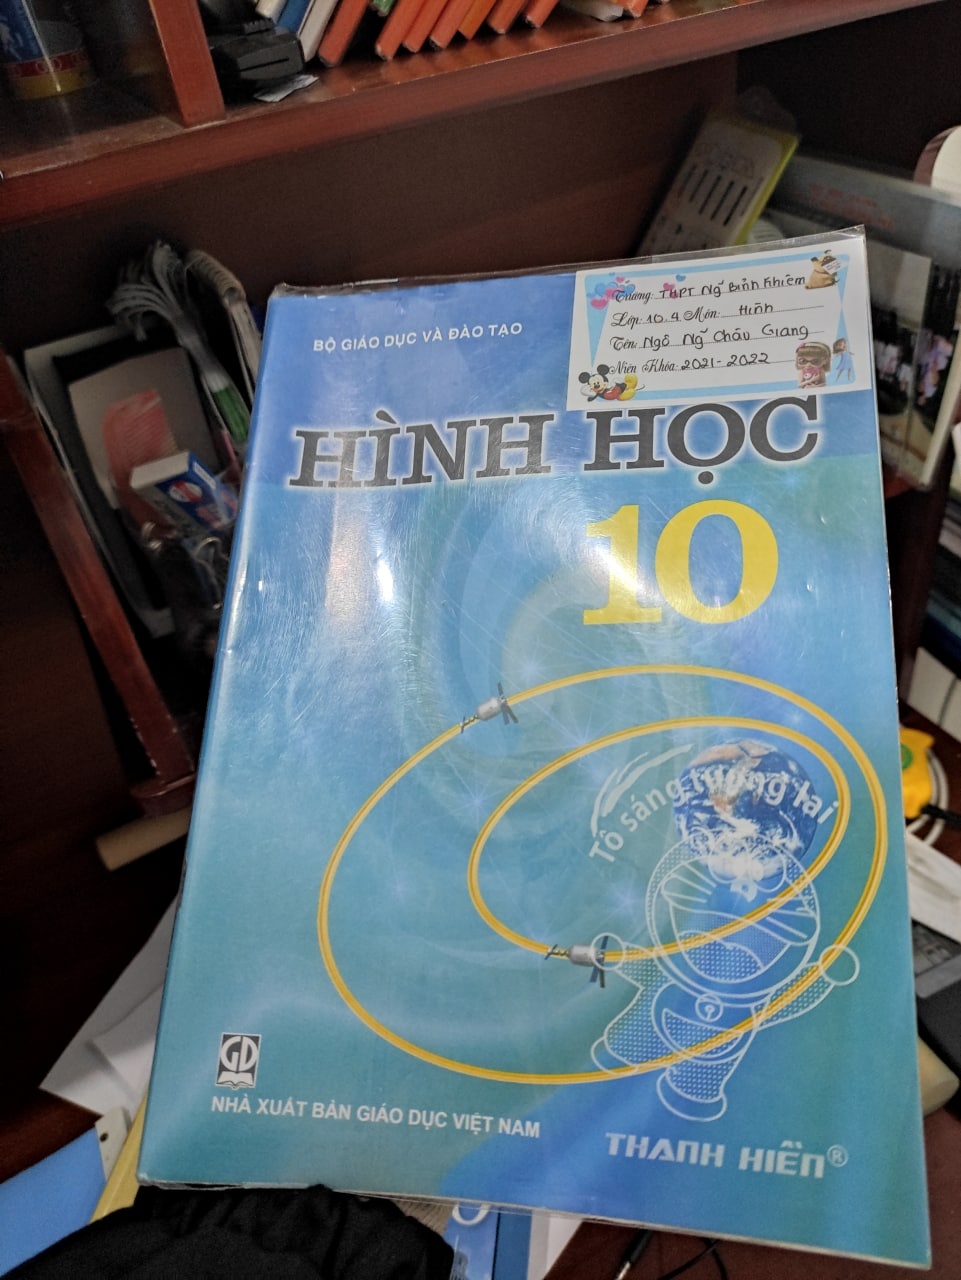 BỘ GIÁO DỤC VÀ ĐÀO TẠO
Trường: THPT Ng̃ Bỉnh Khiêm
Lớp: 10.4 Môn: Hình
Tên: Ngô Ng̃ Châu Giang
Niên Khóa: 2021-2022
HÌNH HỌC
10
Tô sáng tương lai
GD
NHÀ XUẤT BẢN GIÁO DỤC VIỆT NAM
THANH HIỀN®